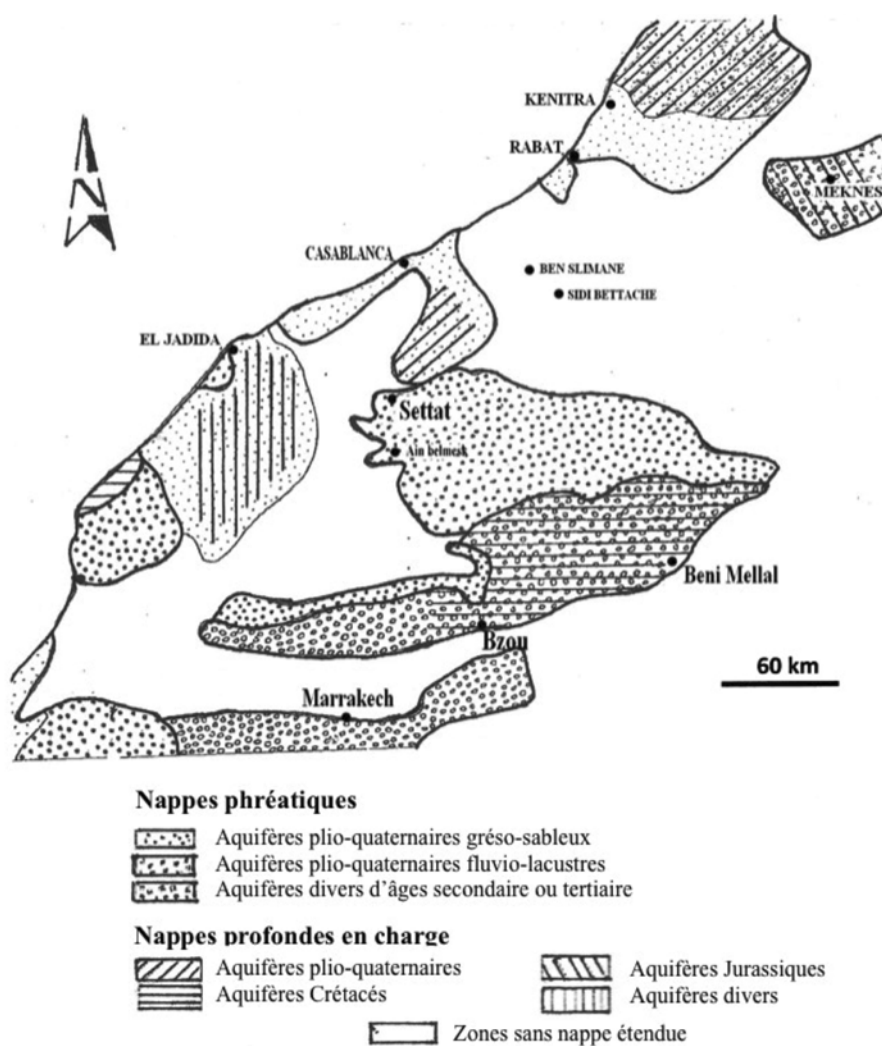 KENITRA
RABAT
MEKNES
CASABLANCA
BEN SLIMANE
SIDI BETTACHE
EL JADIDA
Settat
Ain belmesk
Beni Mellal
Bzou
60 km
Marrakech
N
Nappes phréatiques
Aquifères plio-quaternaires gréso-sableux
Aquifères plio-quaternaires fluvio-lacustres
Aquifères divers d'âges secondaire ou tertiaire
Nappes profondes en charge
Aquifères plio-quaternaires
Aquifères Jurassiques
Aquifères Crétacés
Aquifères divers
Zones sans nappe étendue